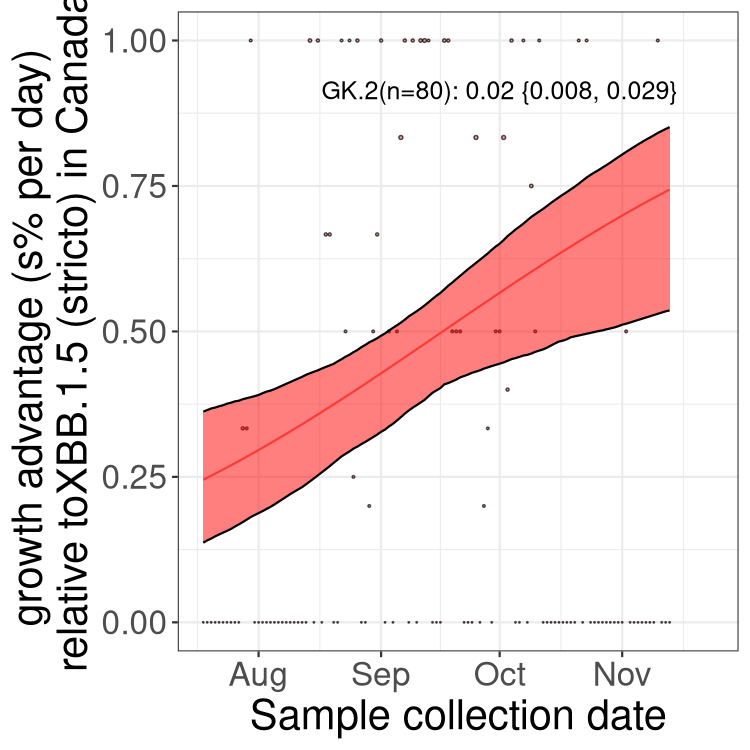 growth advantage (s% per day)
relative toXBB.1.5 (stricto) in Canada
1.00
0.75
0.50
0.25
0.00
GK.2(n=80): 0.02 {0.008, 0.029}
Aug Sep Oct Nov
Sample collection date